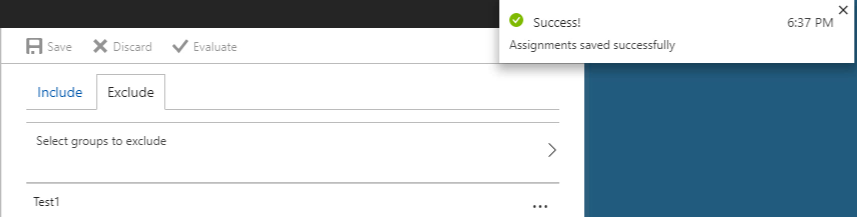 Success!
6:37 PM
Assignments saved successfully
Save
Discard
Evaluate
Include
Exclude
Select groups to exclude
Test1